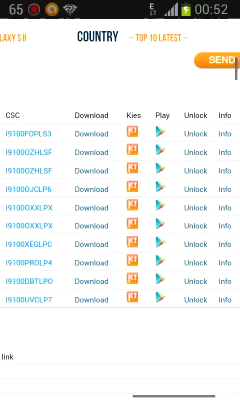 65 E 00:52
LAXY S II COUNTRY -- TOP 10 LATEST --
SEND
CSC Download Kies Play Unlock Info
I9100FOPLS3 Download Unlock Info
I9100OZHLSF Download Unlock Info
I9100OZHLSF Download Unlock Info
I9100OJCLP6 Download Unlock Info
I9100OXXLPX Download Unlock Info
I9100OXXLPX Download Unlock Info
I9100XEGLPC Download Unlock Info
I9100PROLP4 Download Unlock Info
I9100DBTLPO Download Unlock Info
I9100UVCLP7 Download Unlock Info
link